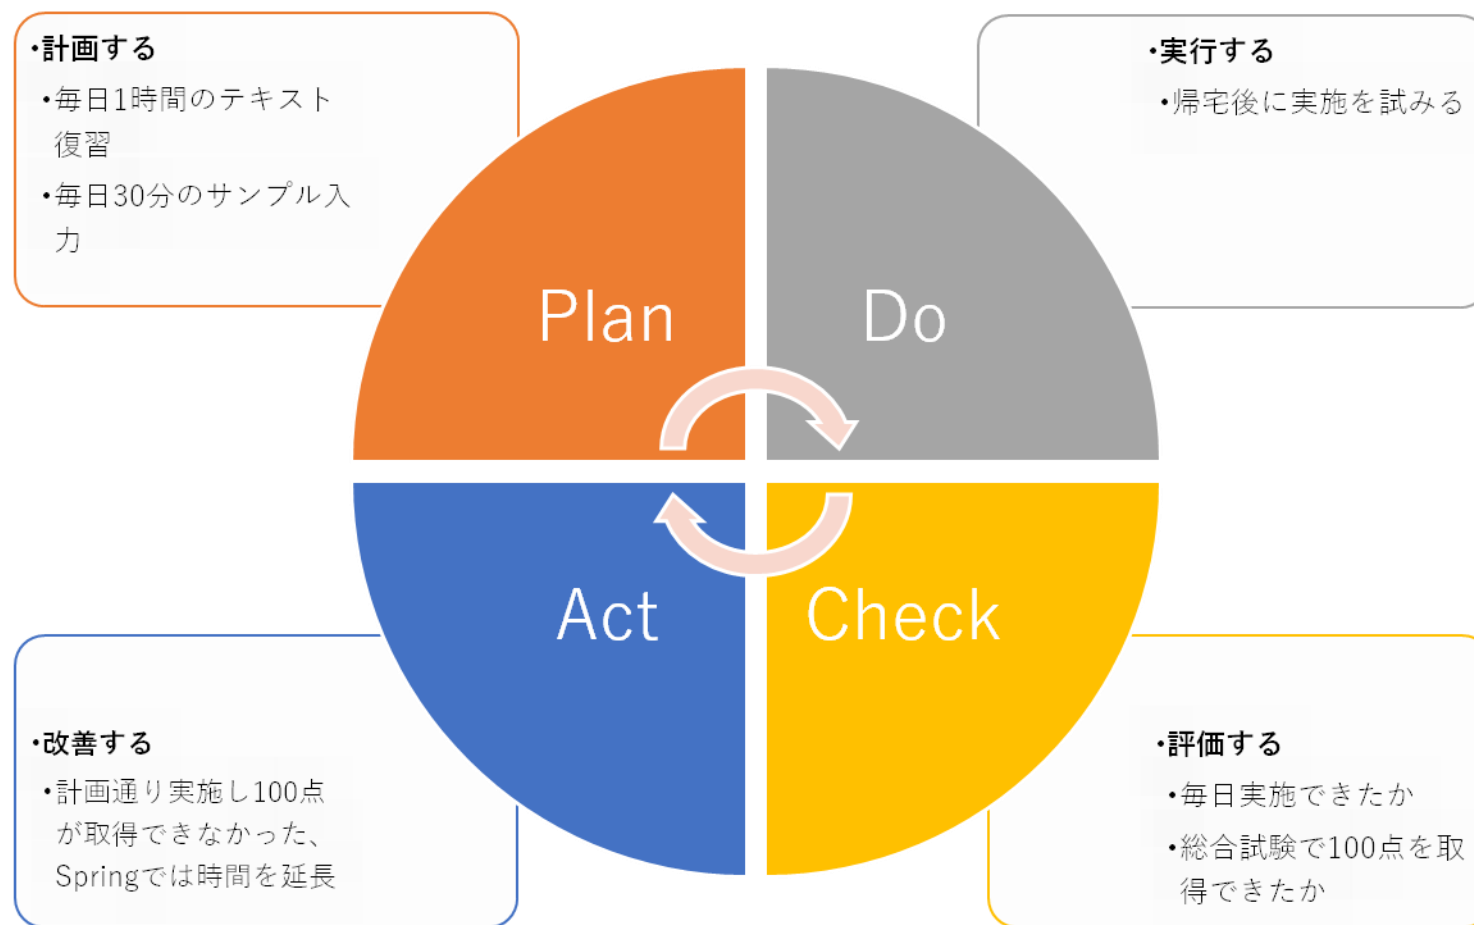 ・計画する
・毎日1時間のテキスト
復習
・毎日30分のサンプル入
力
・実行する
・帰宅後に実施を試みる
Plan
Do
Act
Check
・改善する
・計画通り実施し100点
が取得できなかった、
Springでは時間を延長
・評価する
・毎日実施できたか
・総合試験で100点を取
得できたか